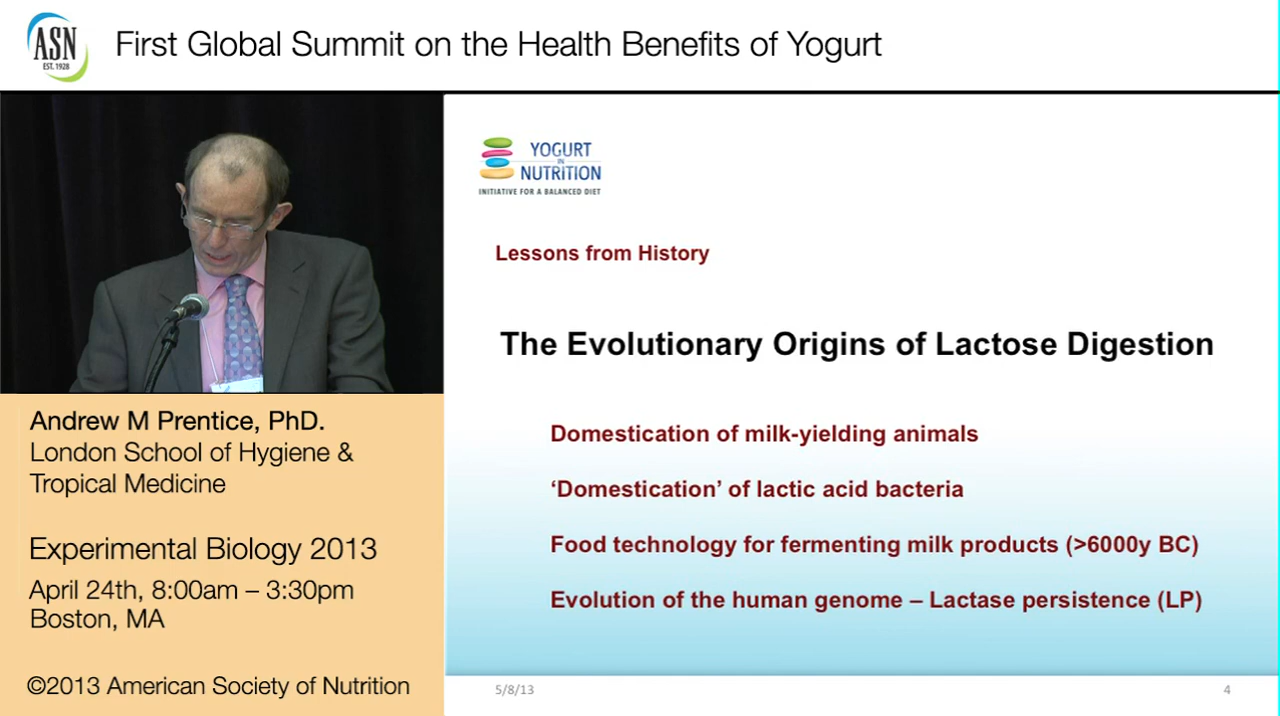 ASN
EST. 1928
First Global Summit on the Health Benefits of Yogurt
YOGURT
IN
NUTRITION
INITIATIVE FOR A BALANCED DIET
Lessons from History
The Evolutionary Origins of Lactose Digestion
Domestication of milk-yielding animals
‘Domestication’ of lactic acid bacteria
Food technology for fermenting milk products (>6000y BC)
Evolution of the human genome – Lactase persistence (LP)
5/8/13
4
Andrew M Prentice, PhD.
London School of Hygiene &
Tropical Medicine
Experimental Biology 2013
April 24th, 8:00am – 3:30pm
Boston, MA
©2013 American Society of Nutrition